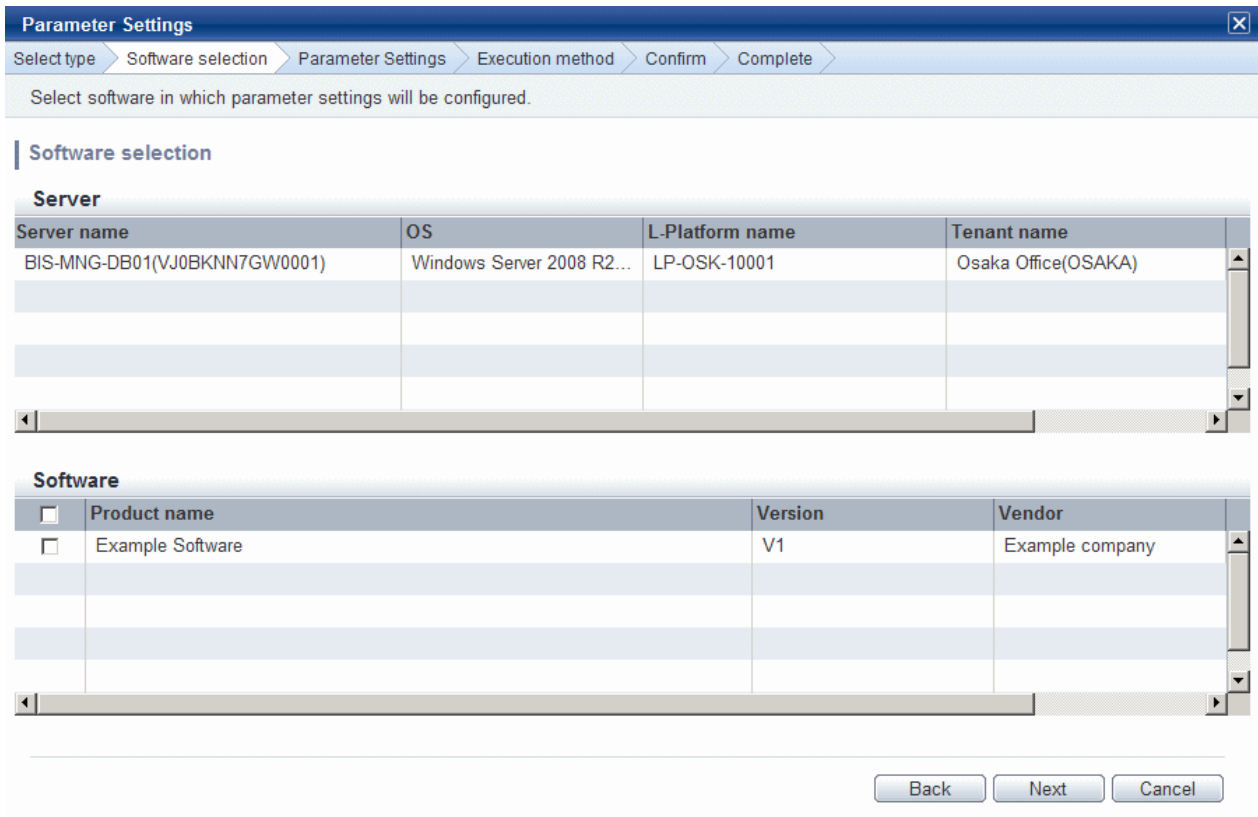 Parameter Settings
Select type Software selection Parameter Settings Execution method Confirm Complete
Select software in which parameter settings will be configured.
Software selection
Server
Server name OS L-Platform name Tenant name
BIS-MNG-DB01(VJ0BKNN7GW0001) Windows Server 2008 R2... LP-OSK-10001 Osaka Office(OSAKA)
Software
Product name Version Vendor
Example Software V1 Example company
Back Next Cancel